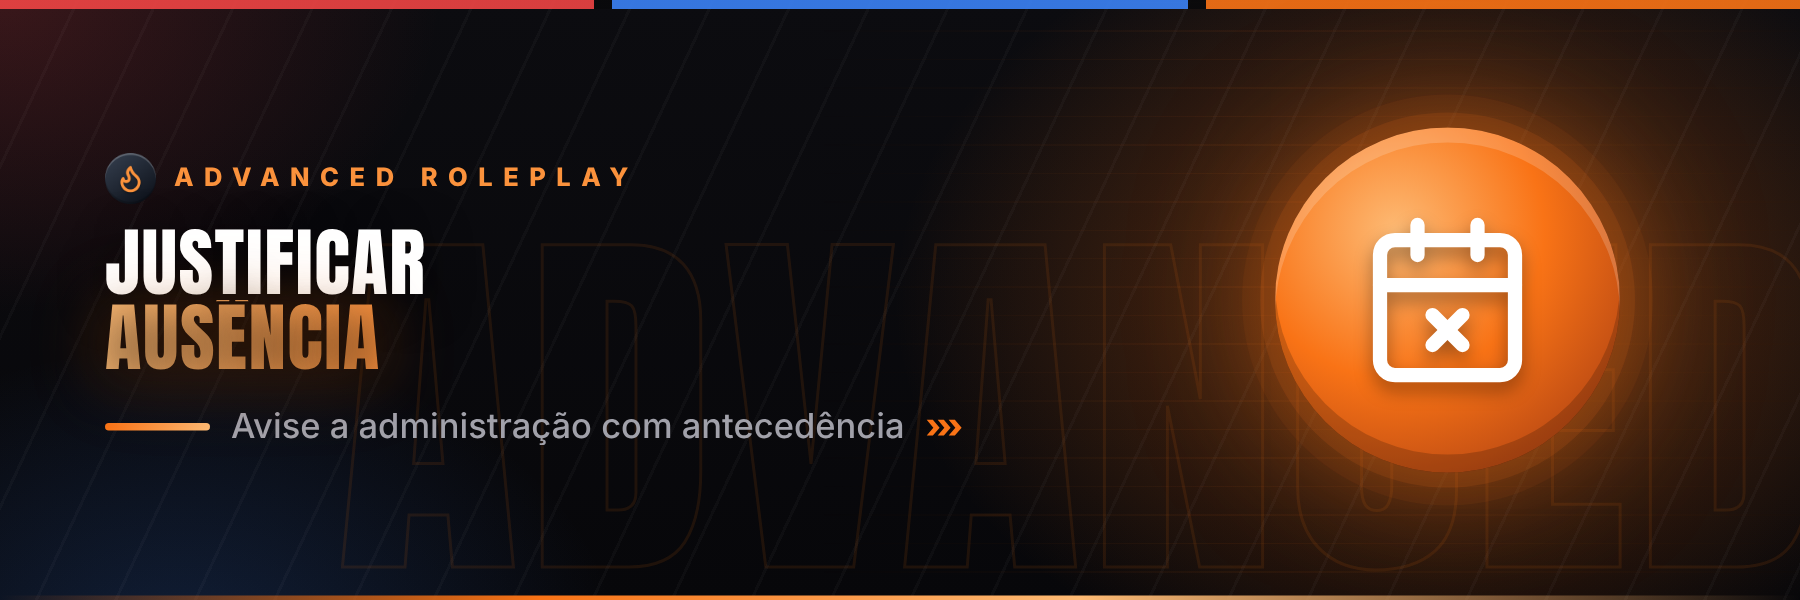 ADVANCED ROLEPLAY
JUSTIFICAR
AUSÊNCIA
Avise a administração com antecedência
ADVANCED